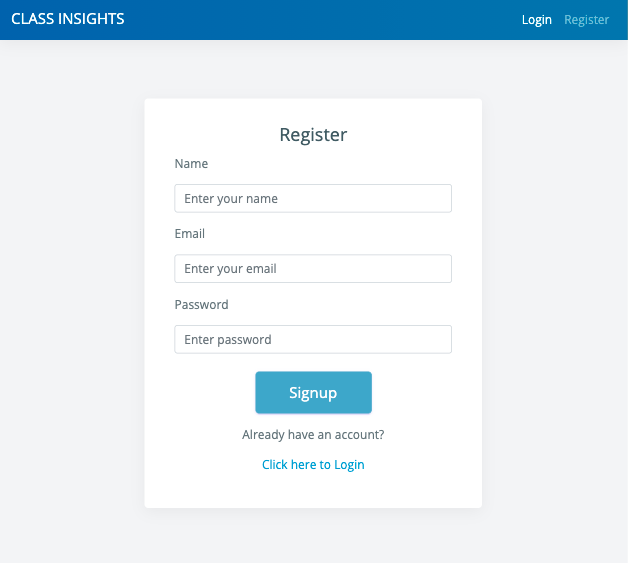 CLASS INSIGHTS Login Register
Register
Name
Enter your name
Email
Enter your email
Password
Enter password
Signup
Already have an account?
Click here to Login